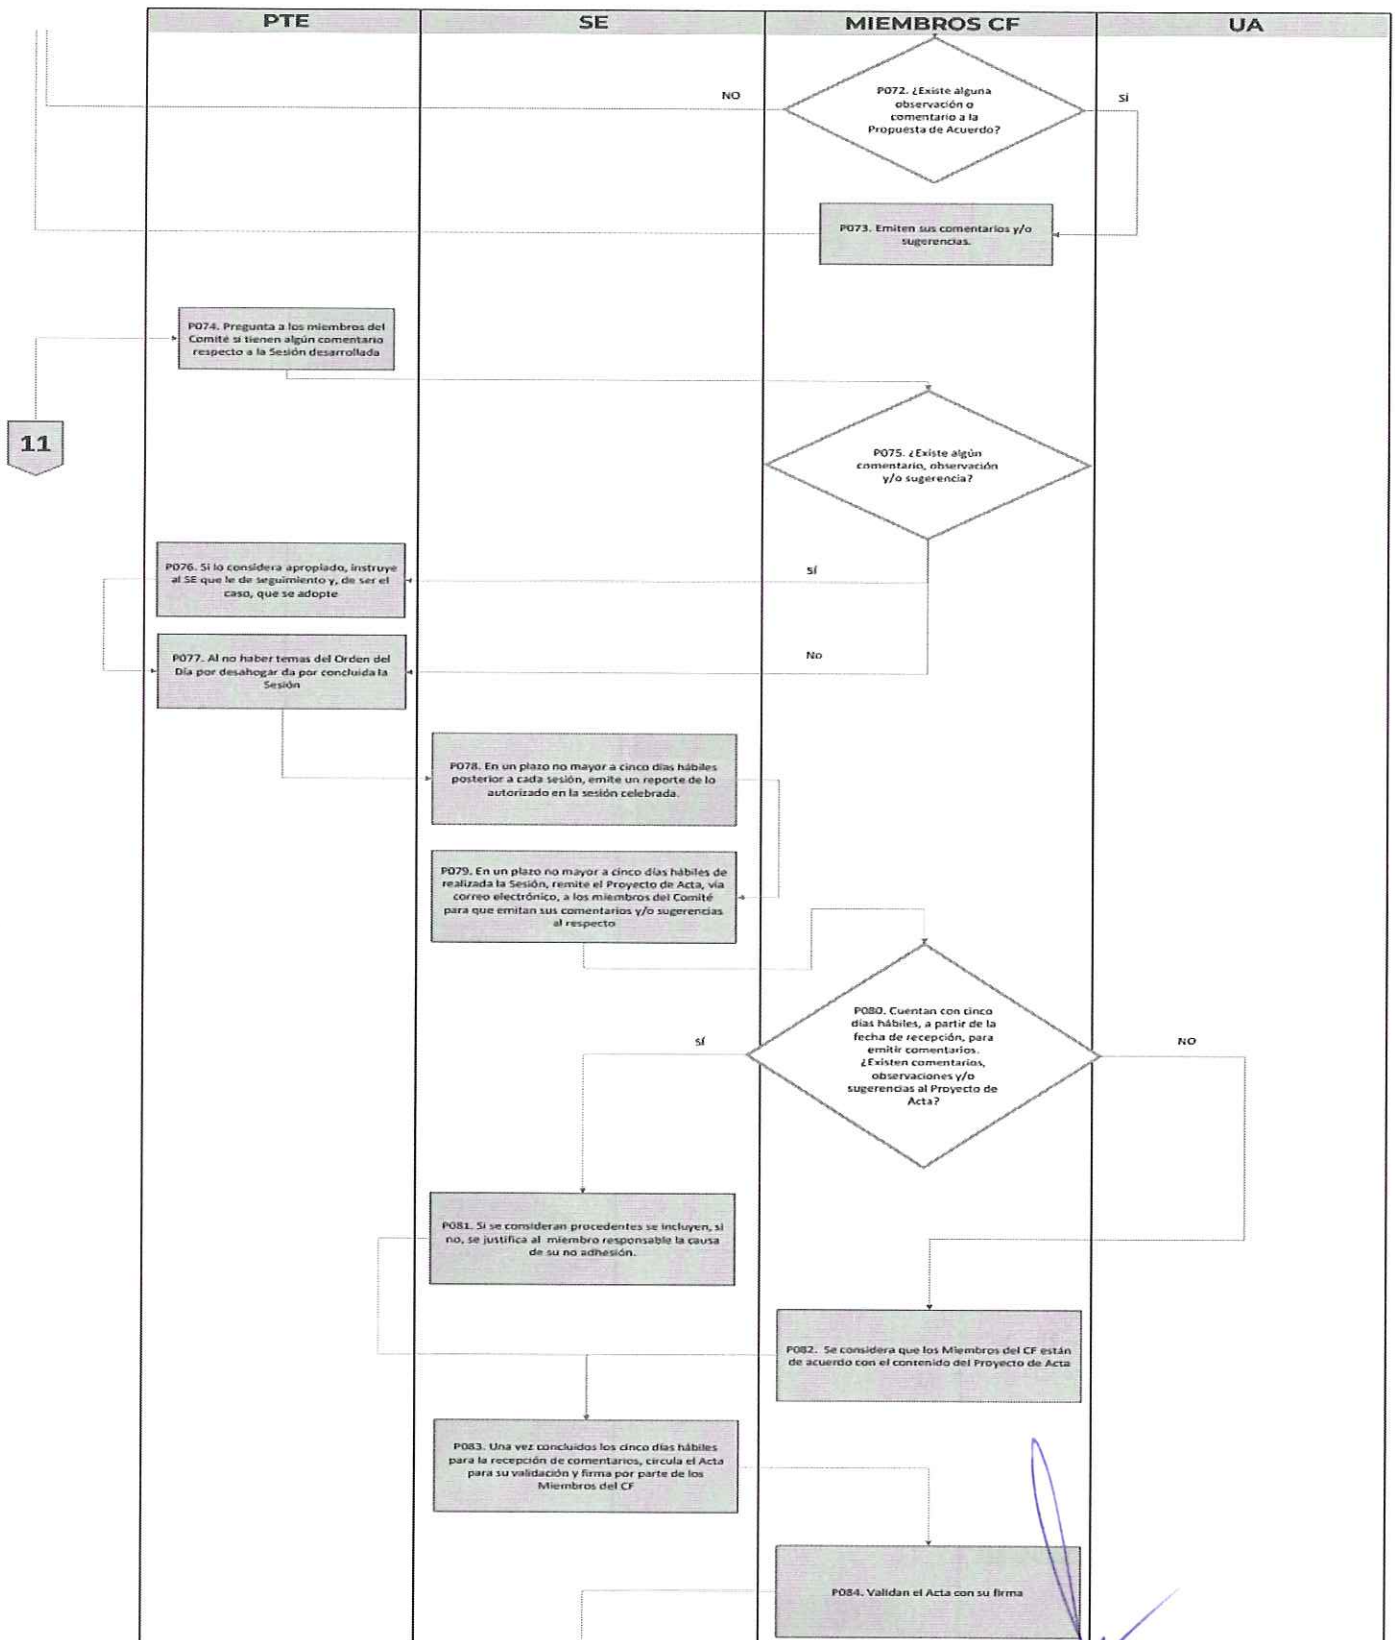 PTE
SE
MIEMBROS CF
UA
P072. ¿Existe alguna
observación o
comentario a la
Propuesta de Acuerdo?
NO
SÍ
P073. Emiten sus comentarios y/o
sugerencias.
P074. Pregunta a los miembros del
Comité si tienen algún comentario
respecto a la Sesión desarrollada
11
P075. ¿Existe algún
comentario, observación
y/o sugerencia?
SÍ
P076. Si lo considera apropiado, instruye
al SE que le de seguimiento y, de ser el
caso, que se adopte
No
P077. Al no haber temas del Orden del
Día por desahogar da por concluida la
Sesión
P078. En un plazo no mayor a cinco días hábiles
posterior a cada sesión, emite un reporte de lo
autorizado en la sesión celebrada.
P079. En un plazo no mayor a cinco días hábiles de
realizada la Sesión, remite el Proyecto de Acta, vía
correo electrónico, a los miembros del Comité
para que emitan sus comentarios y/o sugerencias
al respecto
P080. Cuentan con cinco
días hábiles, a partir de la
fecha de recepción, para
emitir comentarios.
¿Existen comentarios,
observaciones y/o
sugerencias al Proyecto de
Acta?
SÍ
NO
P081. Si se consideran procedentes se incluyen, si
no, se justifica al miembro responsable la causa
de su no adhesión.
P082. Se considera que los Miembros del CF están
de acuerdo con el contenido del Proyecto de Acta
P083. Una vez concluidos los cinco días hábiles
para la recepción de comentarios, circula el Acta
para su validación y firma por parte de los
Miembros del CF
P084. Validan el Acta con su firma